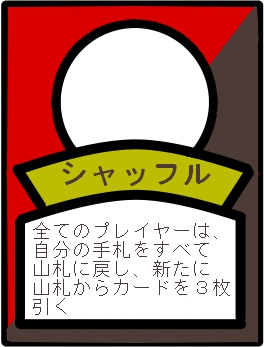 シャッフル
全てのプレイヤーは、
自分の手札をすべて
山札に戻し、新たに
山札からカードを３枚
引く